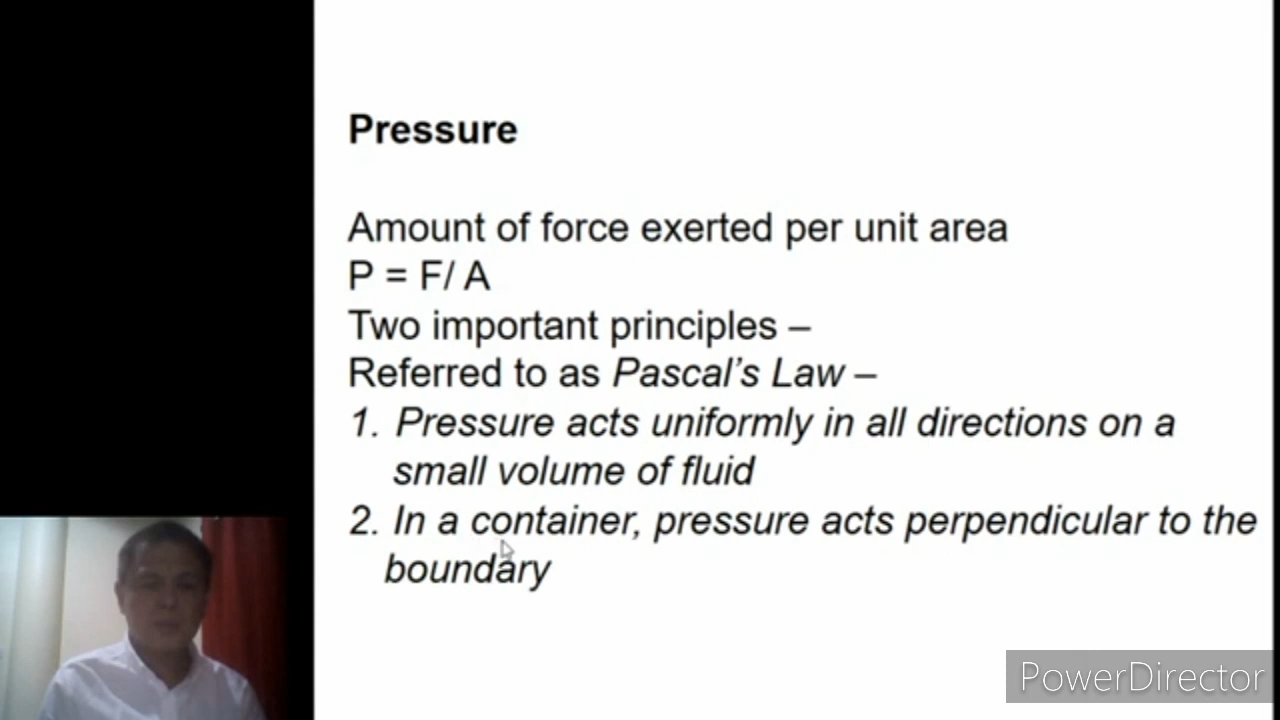 Pressure
Amount of force exerted per unit area
P = F/ A
Two important principles –
Referred to as Pascal’s Law –
1. Pressure acts uniformly in all directions on a
small volume of fluid
2. In a container, pressure acts perpendicular to the
boundary
PowerDirector